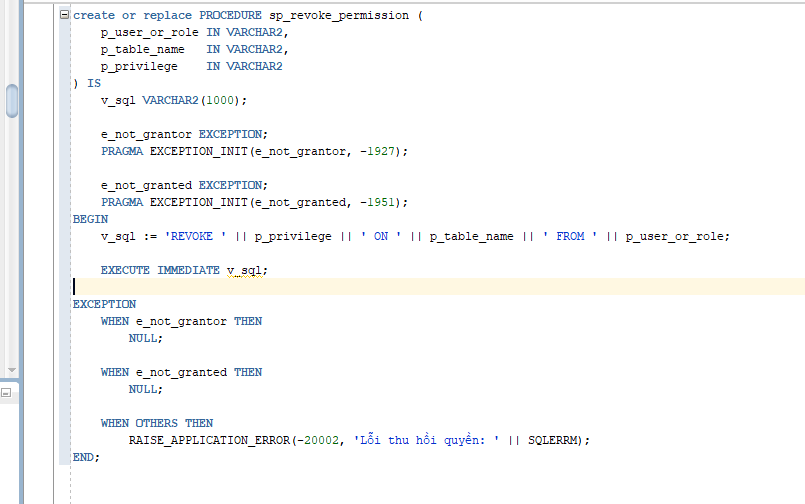 create or replace PROCEDURE sp_revoke_permission (
    p_user_or_role IN VARCHAR2,
    p_table_name   IN VARCHAR2,
    p_privilege    IN VARCHAR2
) IS
    v_sql VARCHAR2(1000);
    e_not_grantor EXCEPTION;
    PRAGMA EXCEPTION_INIT(e_not_grantor, -1927);
    e_not_granted EXCEPTION;
    PRAGMA EXCEPTION_INIT(e_not_granted, -1951);
BEGIN
    v_sql := 'REVOKE ' || p_privilege || ' ON ' || p_table_name || ' FROM ' || p_user_or_role;
    EXECUTE IMMEDIATE v_sql;
EXCEPTION
    WHEN e_not_grantor THEN
        NULL;
    WHEN e_not_granted THEN
        NULL;
    WHEN OTHERS THEN
        RAISE_APPLICATION_ERROR(-20002, 'Lỗi thu hồi quyền: ' || SQLERRM);
END;